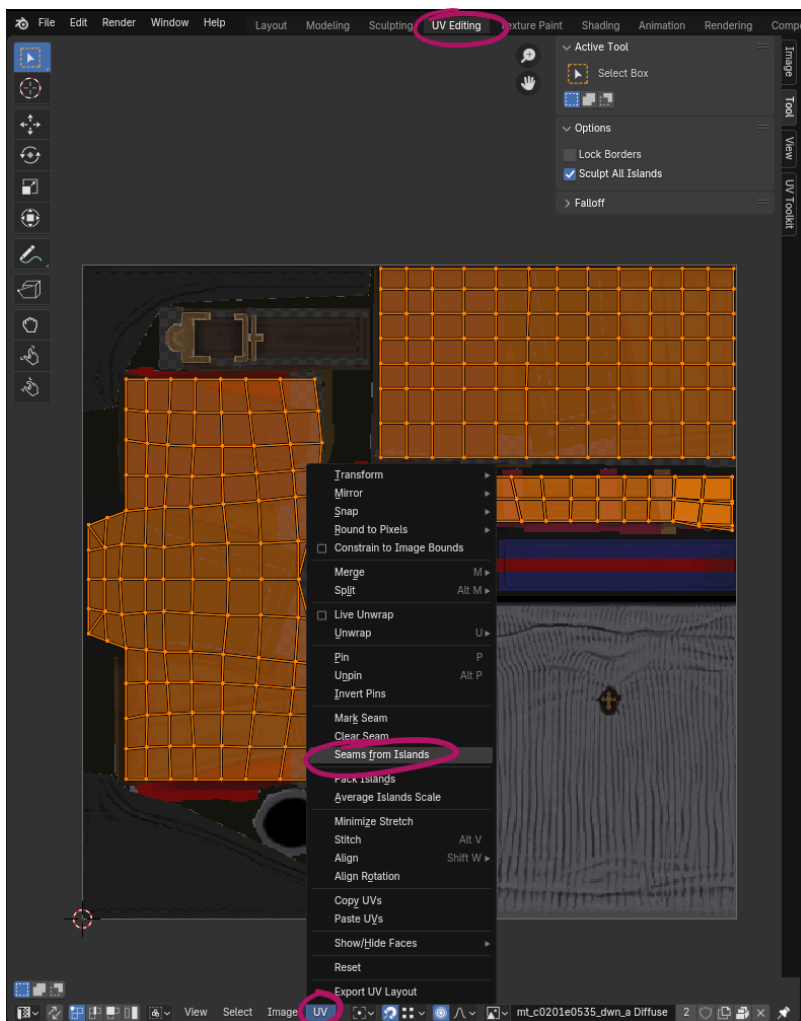 File Edit Render Window Help Layout Modeling Sculpting UV Editing Texture Paint Shading Animation Rendering Compo
Active Tool
Select Box
Options
Lock Borders
Sculpt All Islands
Falloff
Image
Tool
View
UV Toolkit
Transform
Mirror
Snap
Round to Pixels
Constrain to Image Bounds
Merge M
Split Alt M
Live Unwrap
Unwrap U
Pin P
Unpin Alt P
Invert Pins
Mark Seam
Clear Seam
Seams from Islands
Pack Islands
Average Islands Scale
Minimize Stretch
Stitch Alt V
Align Shift W
Align Rotation
Copy UVs
Paste UVs
Show/Hide Faces
Reset
Export UV Layout
View Select Image UV mt_c0201e0535_dwn_a Diffuse 2